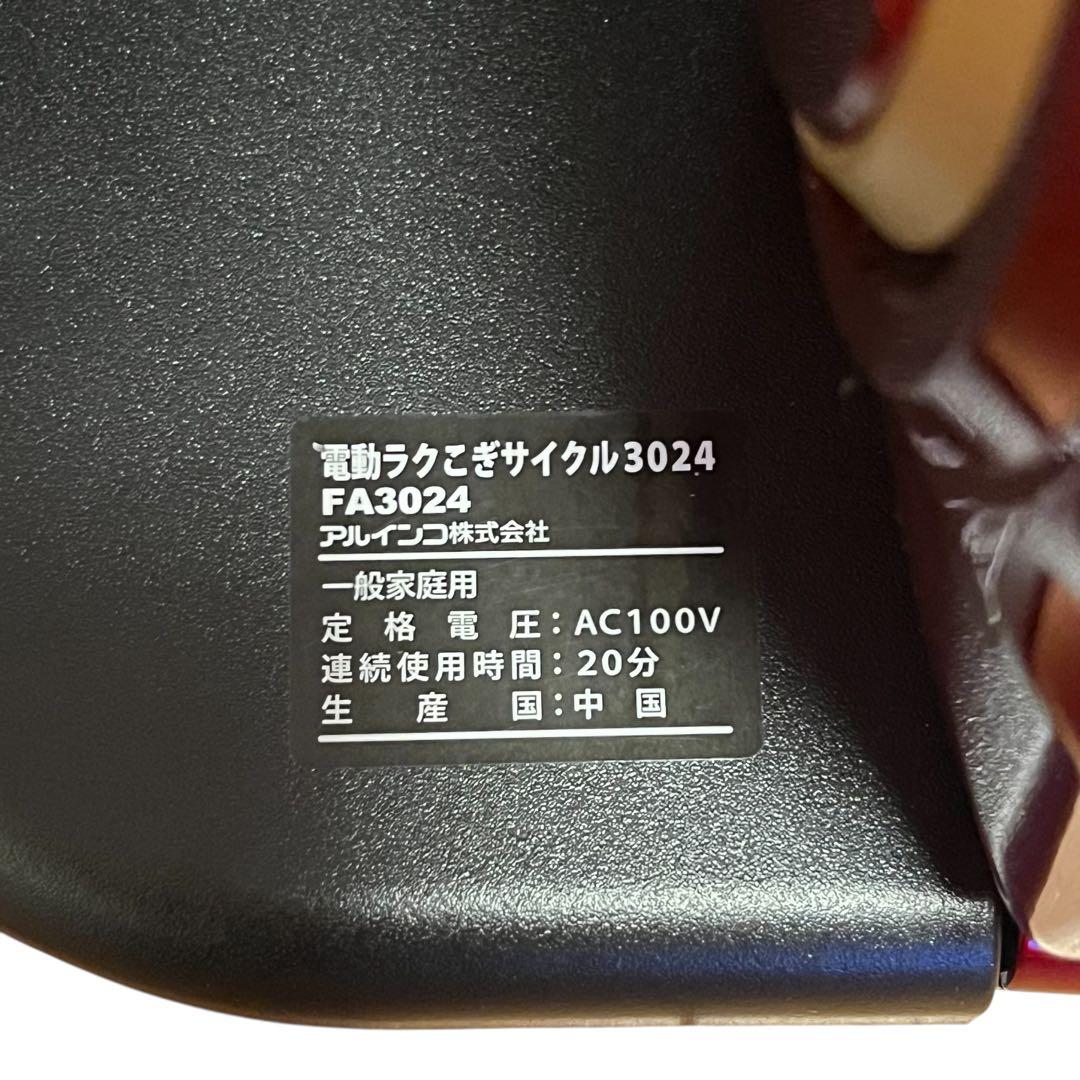 電動ラクこぎサイクル3024
FA3024
アルインコ株式会社
一般家庭用
定格電圧：AC100V
連続使用時間：20分
生産国：中国